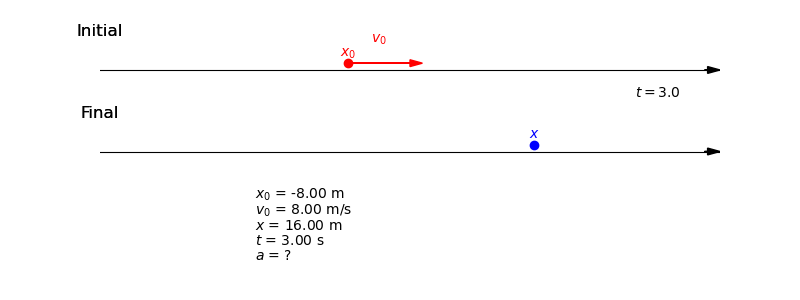 Initial
v₀
x₀
t = 3.0
Final
x
x₀ = -8.00 m
v₀ = 8.00 m/s
x = 16.00 m
t = 3.00 s
a = ?